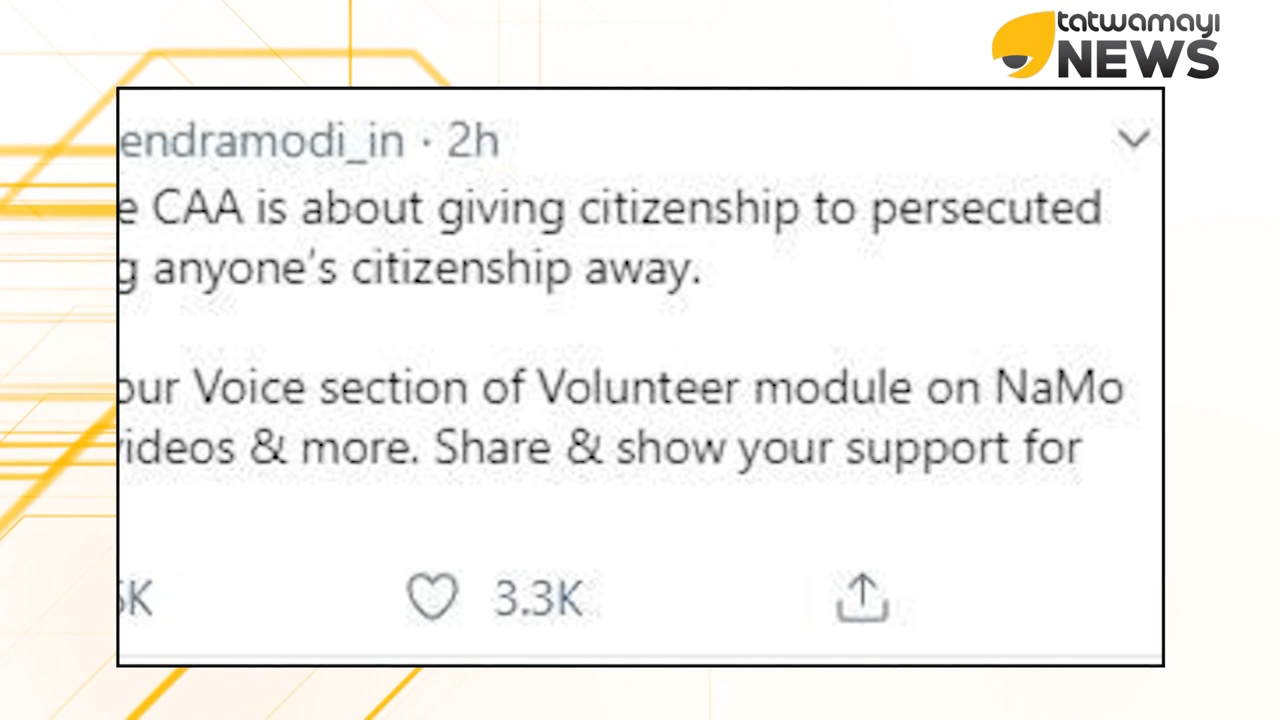 tatwamayi
NEWS
endramodi_in · 2h
e CAA is about giving citizenship to persecuted
g anyone’s citizenship away.
our Voice section of Volunteer module on NaMo
videos & more. Share & show your support for
5K 3.3K